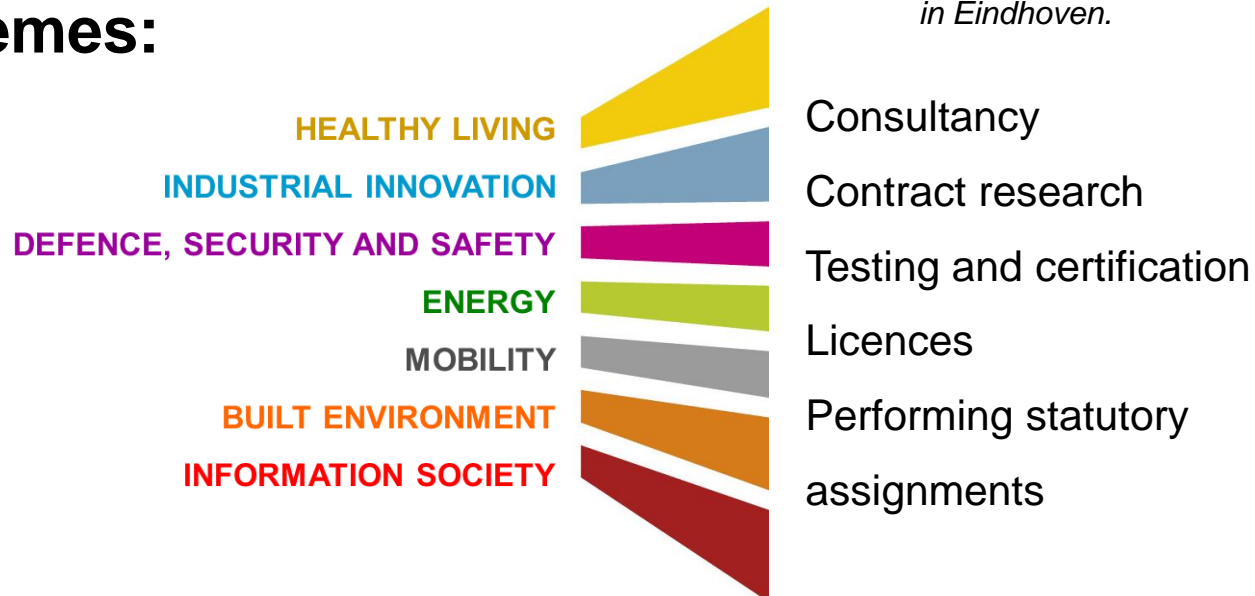 emes:
in Eindhoven.
HEALTHY LIVING
INDUSTRIAL INNOVATION
DEFENCE, SECURITY AND SAFETY
ENERGY
MOBILITY
BUILT ENVIRONMENT
INFORMATION SOCIETY
Consultancy
Contract research
Testing and certification
Licences
Performing statutory
assignments